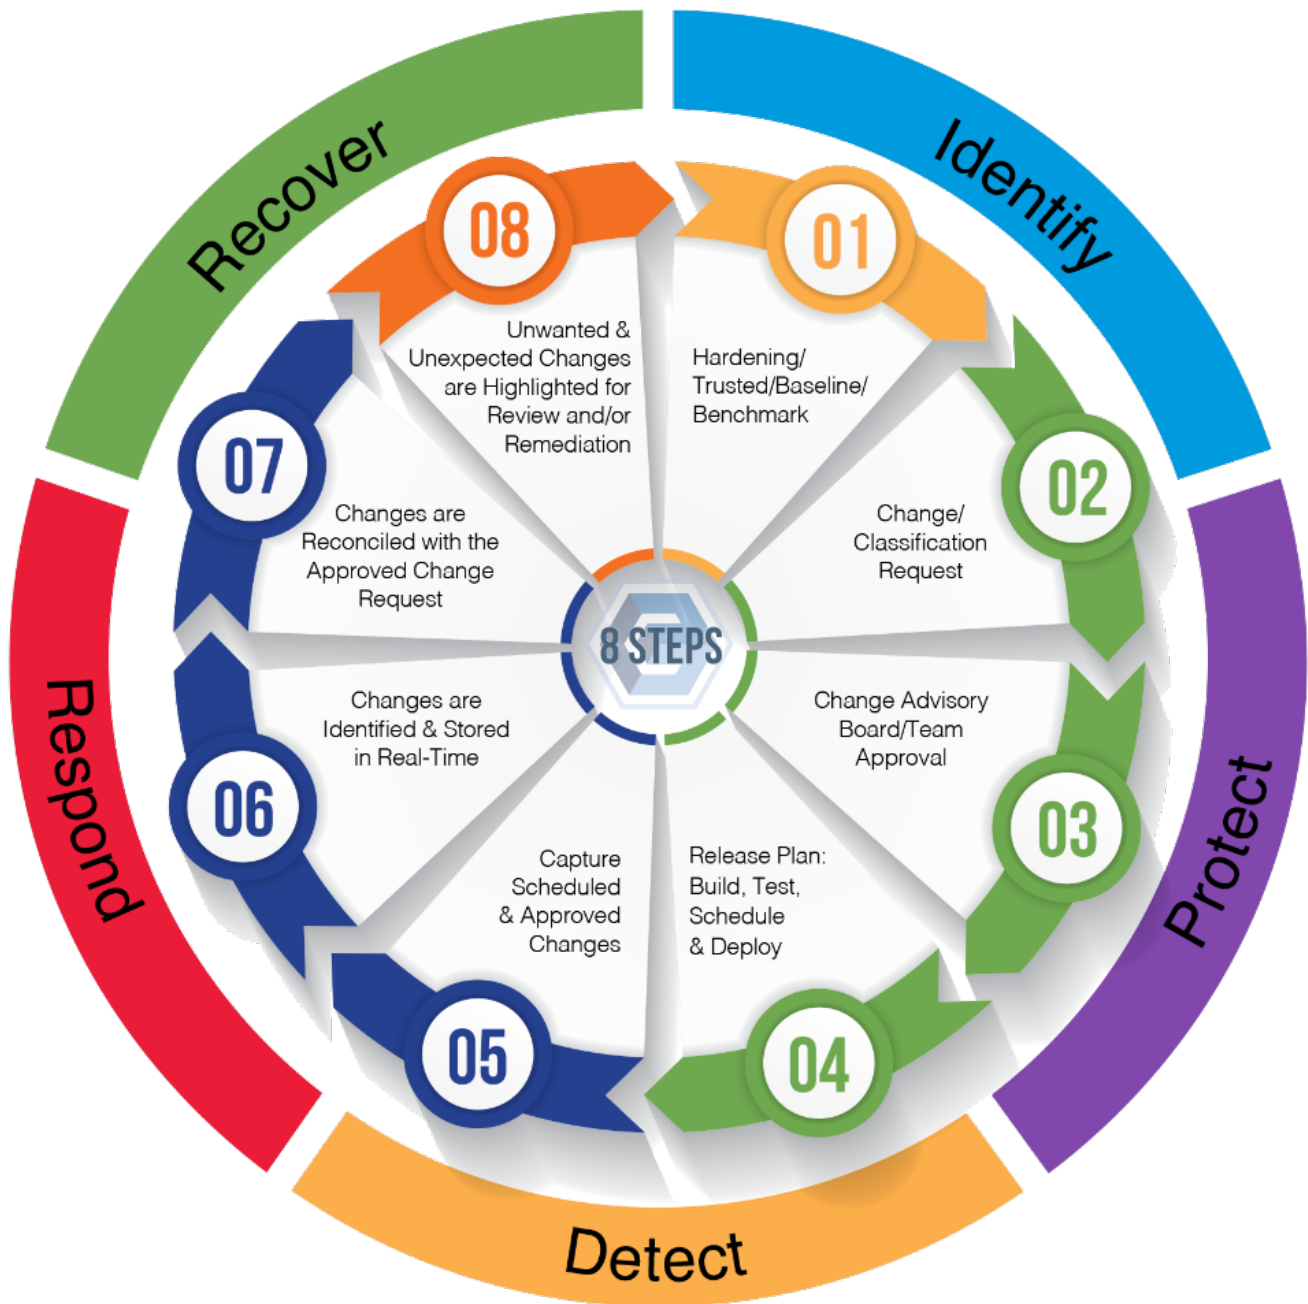 Identify
Protect
Detect
Respond
Recover
01
Hardening/
Trusted/Baseline/
Benchmark
02
Change/
Classification
Request
03
Change Advisory
Board/Team
Approval
04
Release Plan:
Build, Test,
Schedule
& Deploy
05
Capture
Scheduled
& Approved
Changes
06
Changes are
Identified & Stored
in Real-Time
07
Changes are
Reconciled with the
Approved Change
Request
08
Unwanted &
Unexpected Changes
are Highlighted for
Review and/or
Remediation
8 STEPS